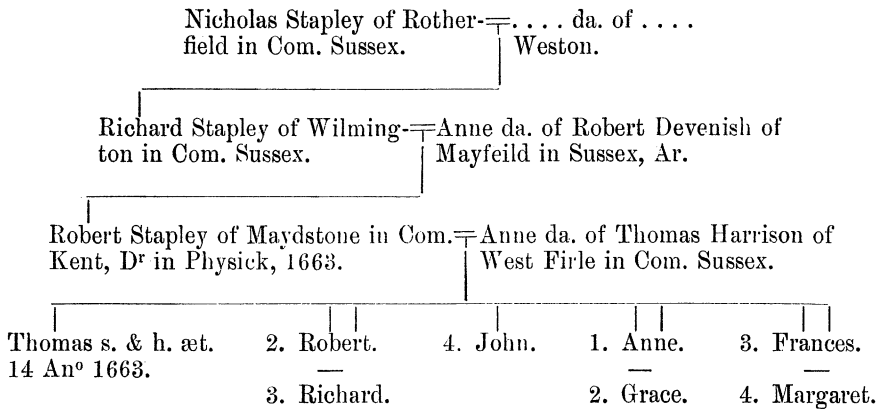 Nicholas Stapley of Rother-=. . . . da. of . . . .
field in Com. Sussex. Weston.
Richard Stapley of Wilming-=Anne da. of Robert Devenish of
ton in Com. Sussex. Mayfeild in Sussex, Ar.
Robert Stapley of Maydstone in Com.=Anne da. of Thomas Harrison of
Kent, Dʳ in Physick, 1663. West Firle in Com. Sussex.
Thomas s. & h. æt. 2. Robert. 4. John. 1. Anne. 3. Frances.
14 Anº 1663.
3. Richard. 2. Grace. 4. Margaret.